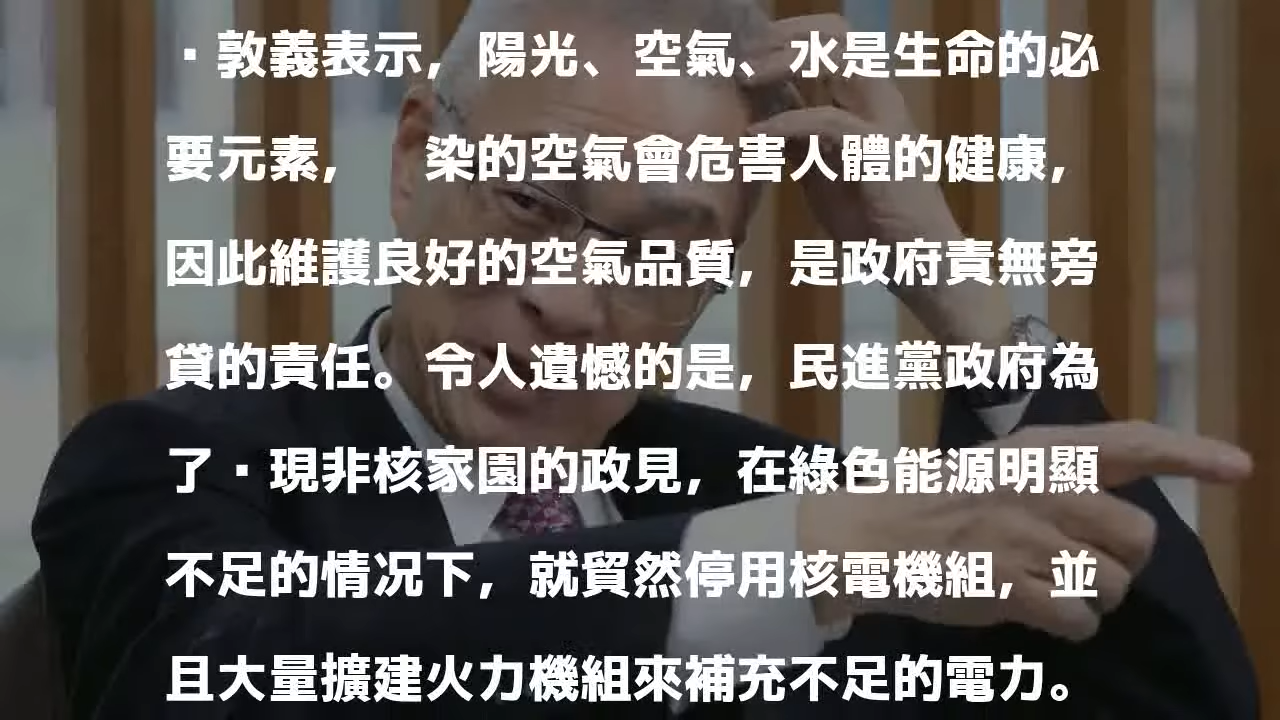 ·敦義表示，陽光、空氣、水是生命的必
要元素，　染的空氣會危害人體的健康，
因此維護良好的空氣品質，是政府責無旁
貸的責任。令人遺憾的是，民進黨政府為
了·現非核家園的政見，在綠色能源明顯
不足的情况下，就貿然停用核電機組，並
且大量擴建火力機組來補充不足的電力。